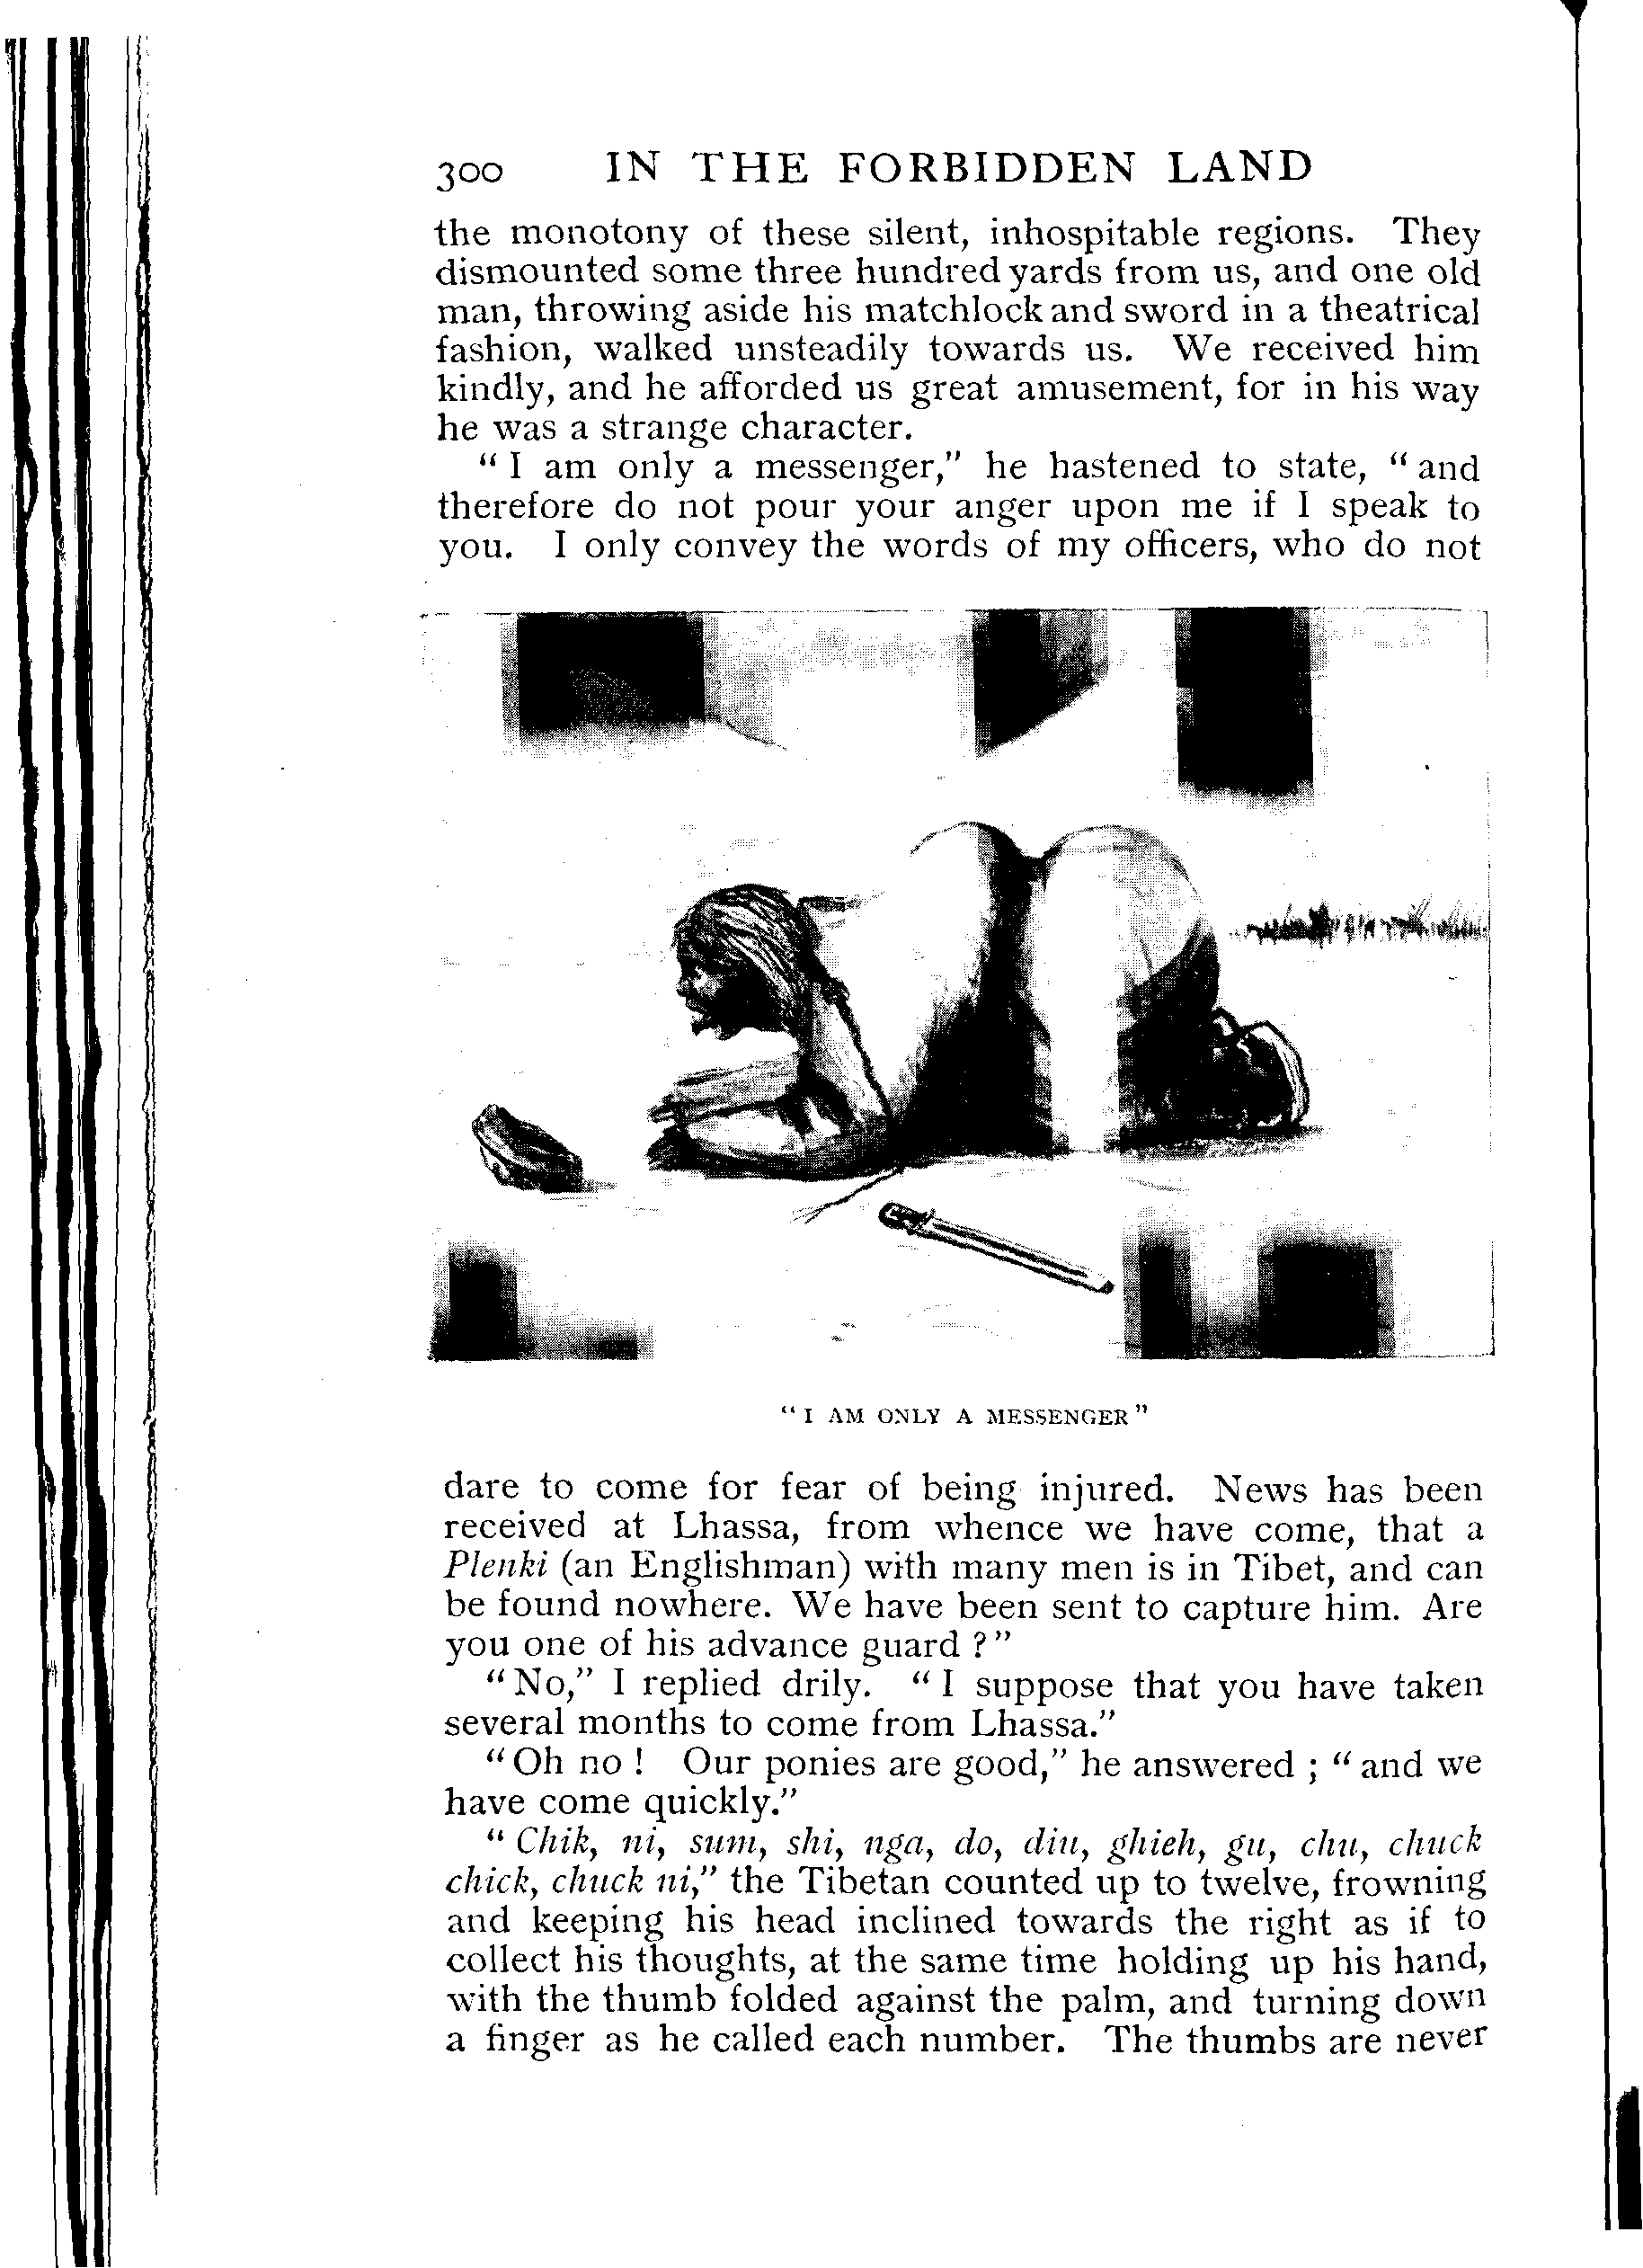 300 IN THE FORBIDDEN LAND
the monotony of these silent, inhospitable regions. They
dismounted some three hundred yards from us, and one old
man, throwing aside his matchlock and sword in a theatrical
fashion, walked unsteadily towards us. We received him
kindly, and he afforded us great amusement, for in his way
he was a strange character.
“I am only a messenger,” he hastened to state, “and
therefore do not pour your anger upon me if I speak to
you. I only convey the words of my officers, who do not
“I AM ONLY A MESSENGER”
dare to come for fear of being injured. News has been
received at Lhassa, from whence we have come, that a
Plenki (an Englishman) with many men is in Tibet, and can
be found nowhere. We have been sent to capture him. Are
you one of his advance guard ?”
“No,” I replied drily. “I suppose that you have taken
several months to come from Lhassa.”
“Oh no ! Our ponies are good,” he answered ; “and we
have come quickly.”
“Chik, ni, sum, shi, nga, do, diu, ghieh, gu, chu, chuck
chick, chuck ni,” the Tibetan counted up to twelve, frowning
and keeping his head inclined towards the right as if to
collect his thoughts, at the same time holding up his hand,
with the thumb folded against the palm, and turning down
a finger as he called each number. The thumbs are never